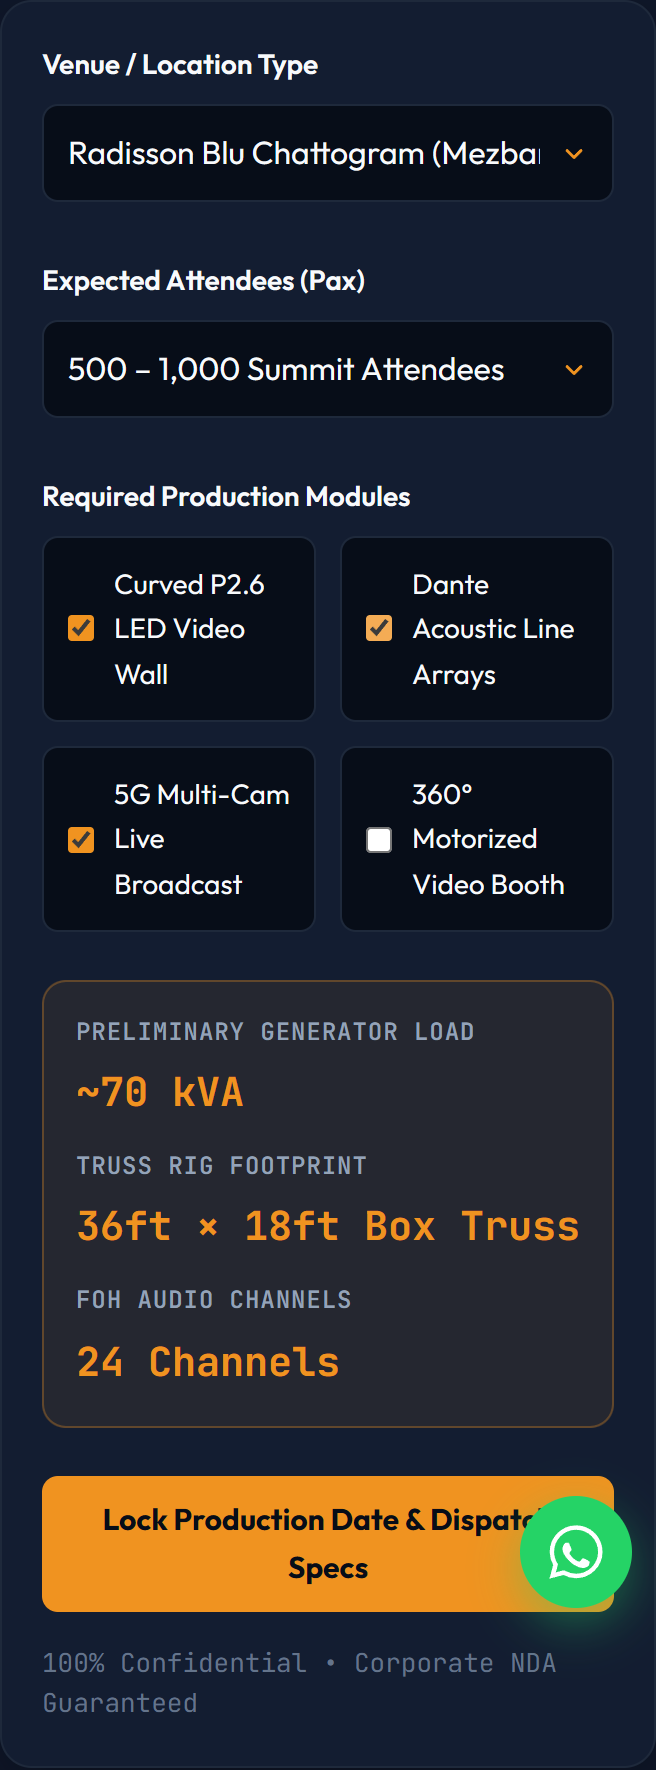 Venue / Location Type
Radisson Blu Chattogram (Mezba
Expected Attendees (Pax)
500 – 1,000 Summit Attendees
Required Production Modules
Curved P2.6
LED Video
Wall
Dante
Acoustic Line
Arrays
5G Multi-Cam
Live
Broadcast
360°
Motorized
Video Booth
PRELIMINARY GENERATOR LOAD
~70 kVA
TRUSS RIG FOOTPRINT
36ft × 18ft Box Truss
FOH AUDIO CHANNELS
24 Channels
Lock Production Date & Dispatch
Specs
100% Confidential • Corporate NDA
Guaranteed